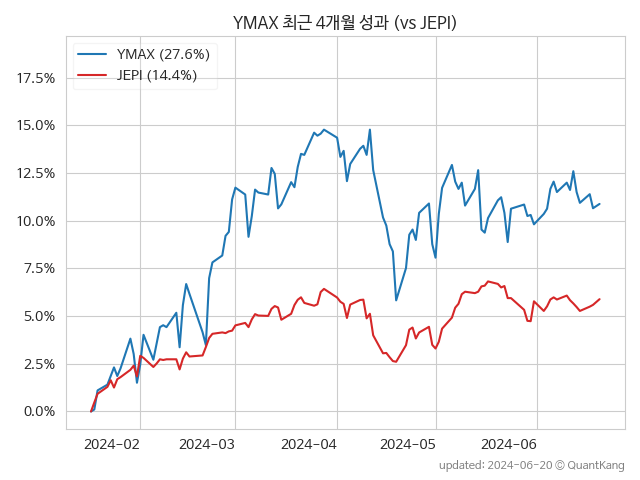 YMAX 최근 4개월 성과 (vs JEPI)
YMAX (27.6%)
JEPI (14.4%)
17.5%
15.0%
12.5%
10.0%
7.5%
5.0%
2.5%
0.0%
2024-02 2024-03 2024-04 2024-05 2024-06
updated: 2024-06-20 © QuantKang